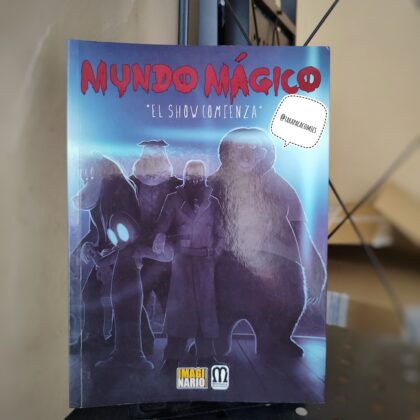 MUNDO MÁGICO
"EL SHOW COMIENZA"
IMAGI
NARIO